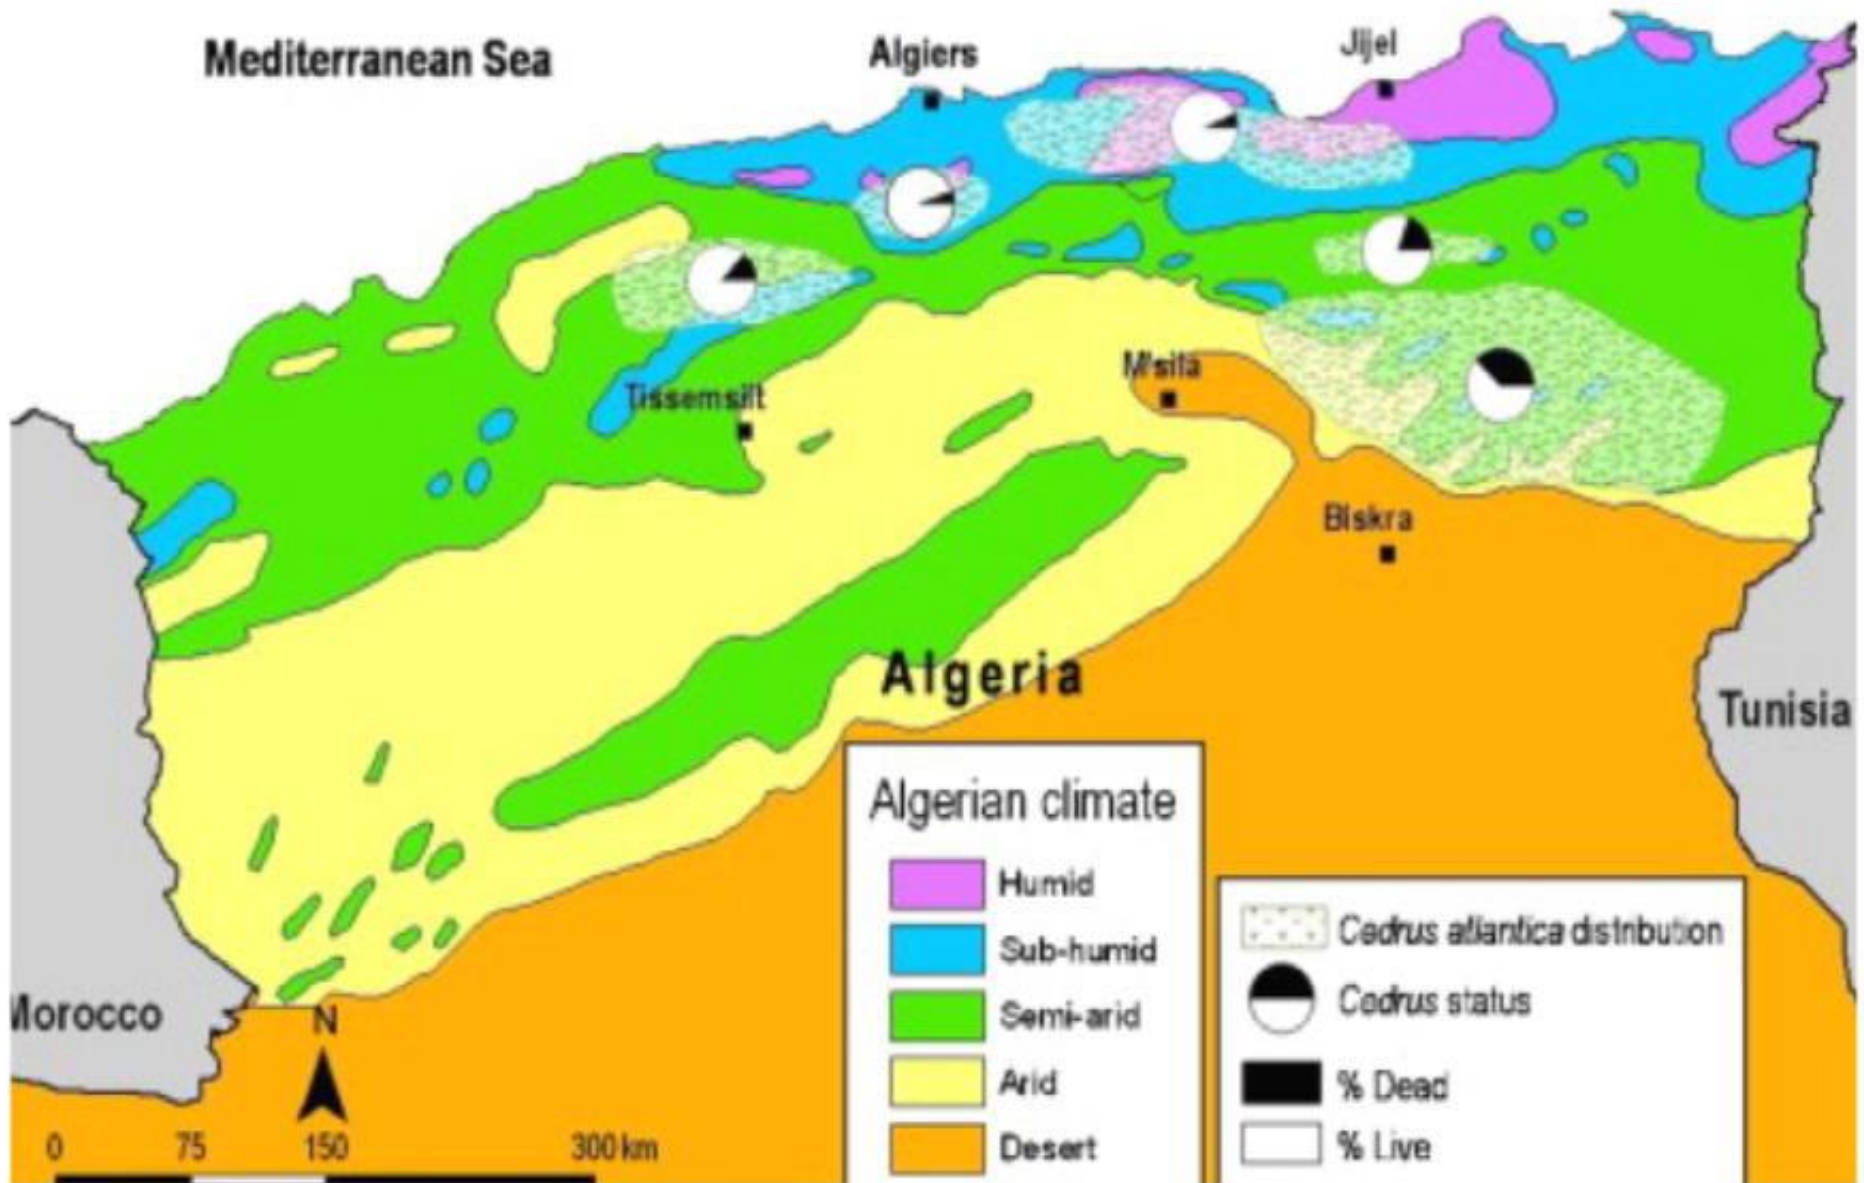 Mediterranean Sea
Algiers
Jijel
M'sila
Tissemsilt
Biskra
Algeria
Tunisia
Morocco
N
0 75 150 300 km
Algerian climate
Humid
Sub-humid
Semi-arid
Arid
Desert
Cedrus atlantica distribution
Cedrus status
% Dead
% Live